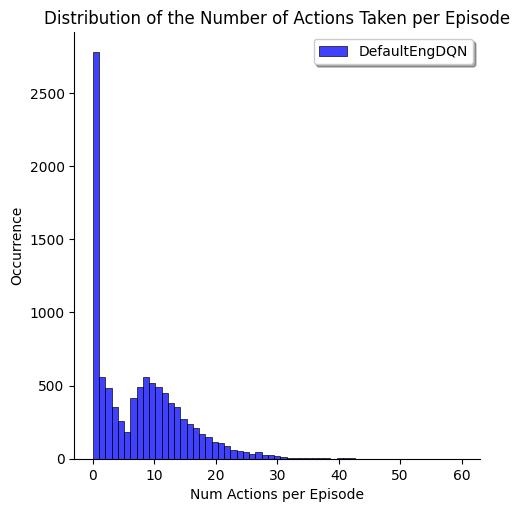 Distribution of the Number of Actions Taken per Episode
DefaultEngDQN
2500
2000
1500
1000
500
0
Occurrence
0 10 20 30 40 50 60
Num Actions per Episode